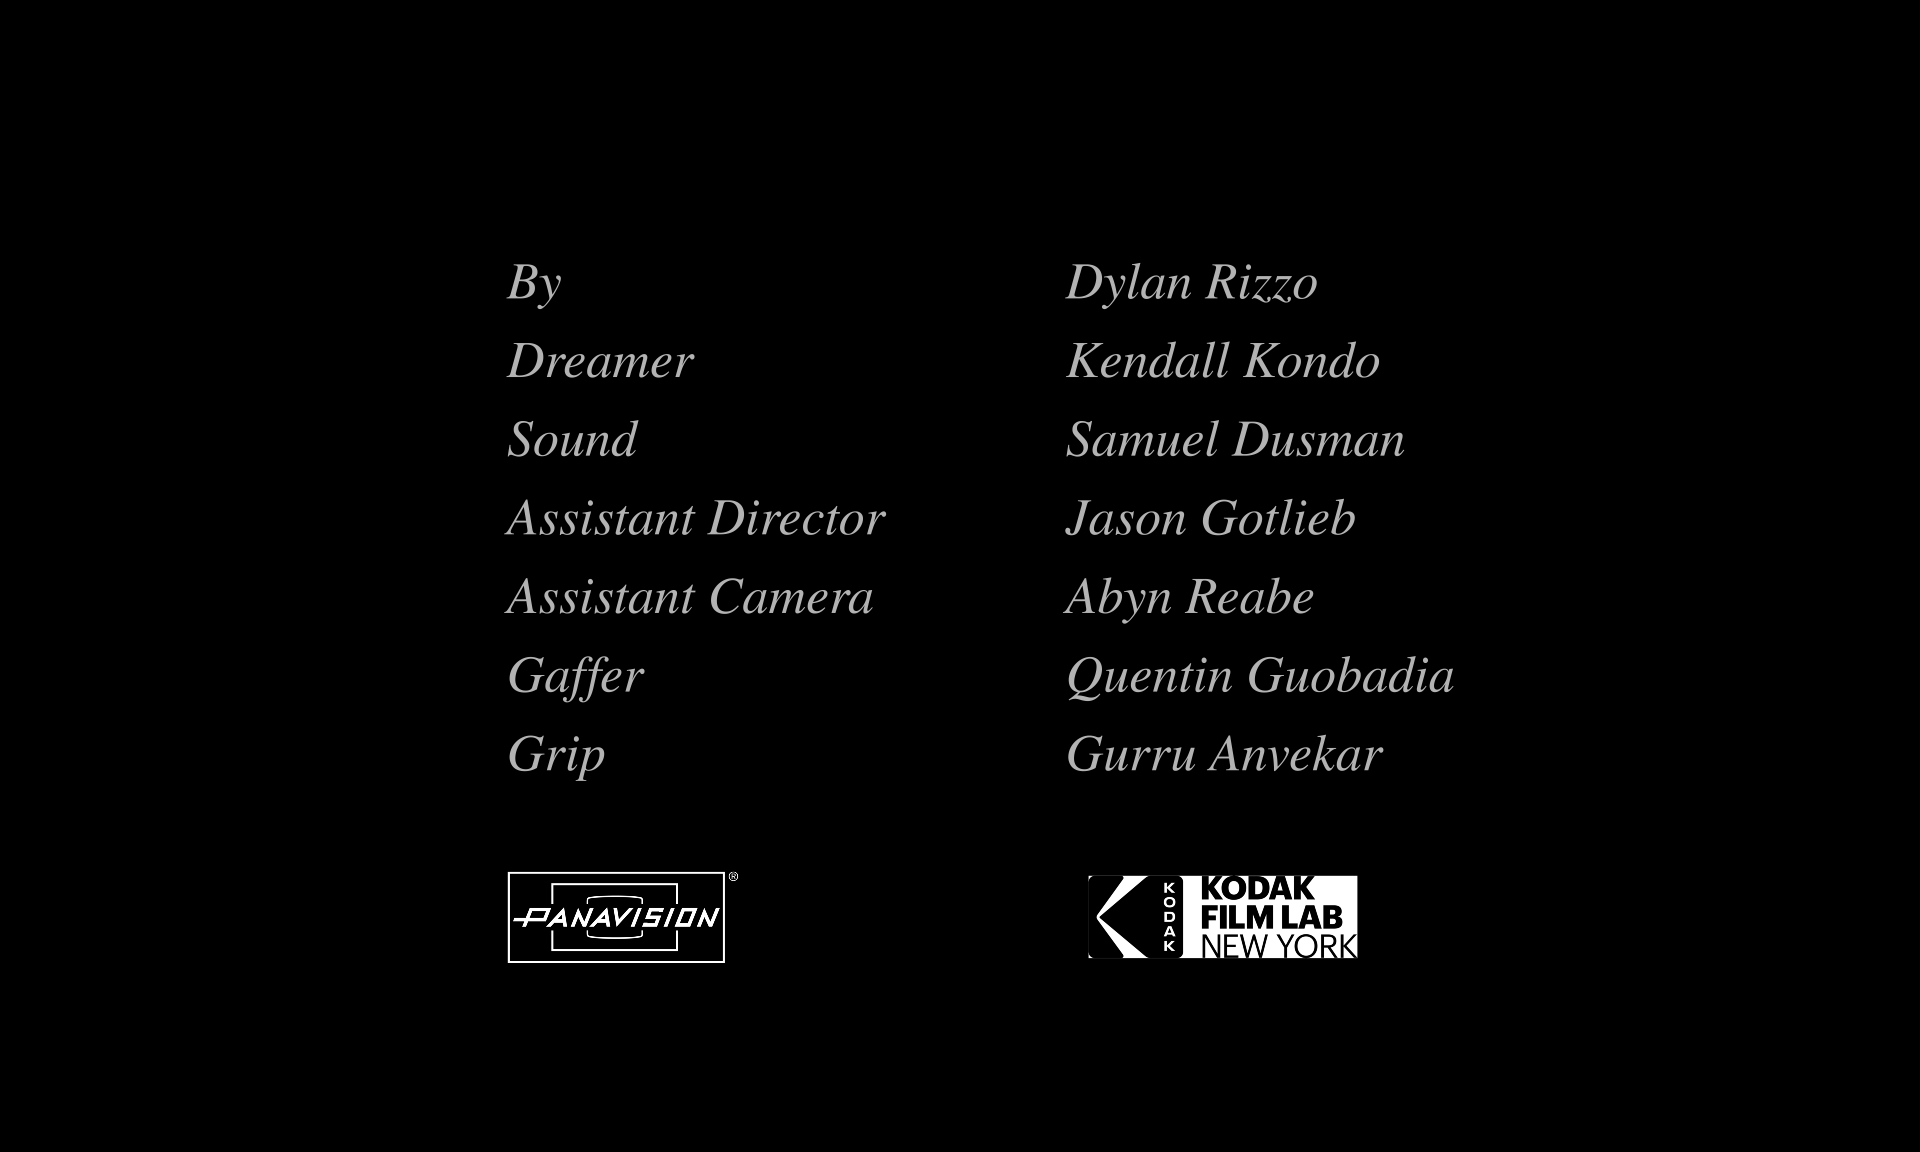 By Dylan Rizzo
Dreamer Kendall Kondo
Sound Samuel Dusman
Assistant Director Jason Gotlieb
Assistant Camera Abyn Reabe
Gaffer Quentin Guobadia
Grip Gurru Anvekar
PANAVISION®
KODAK
KODAK
FILM LAB
NEW YORK